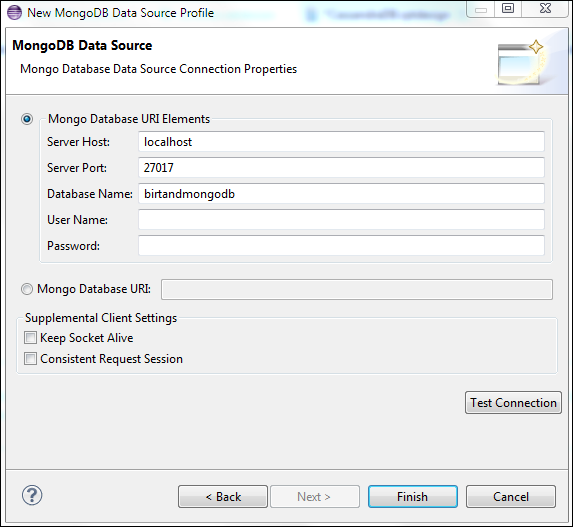 New MongoDB Data Source Profile
MongoDB Data Source
Mongo Database Data Source Connection Properties
Mongo Database URI Elements
Server Host: localhost
Server Port: 27017
Database Name: birtandmongodb
User Name:
Password:
Mongo Database URI:
Supplemental Client Settings
Keep Socket Alive
Consistent Request Session
Test Connection
? < Back Next > Finish Cancel